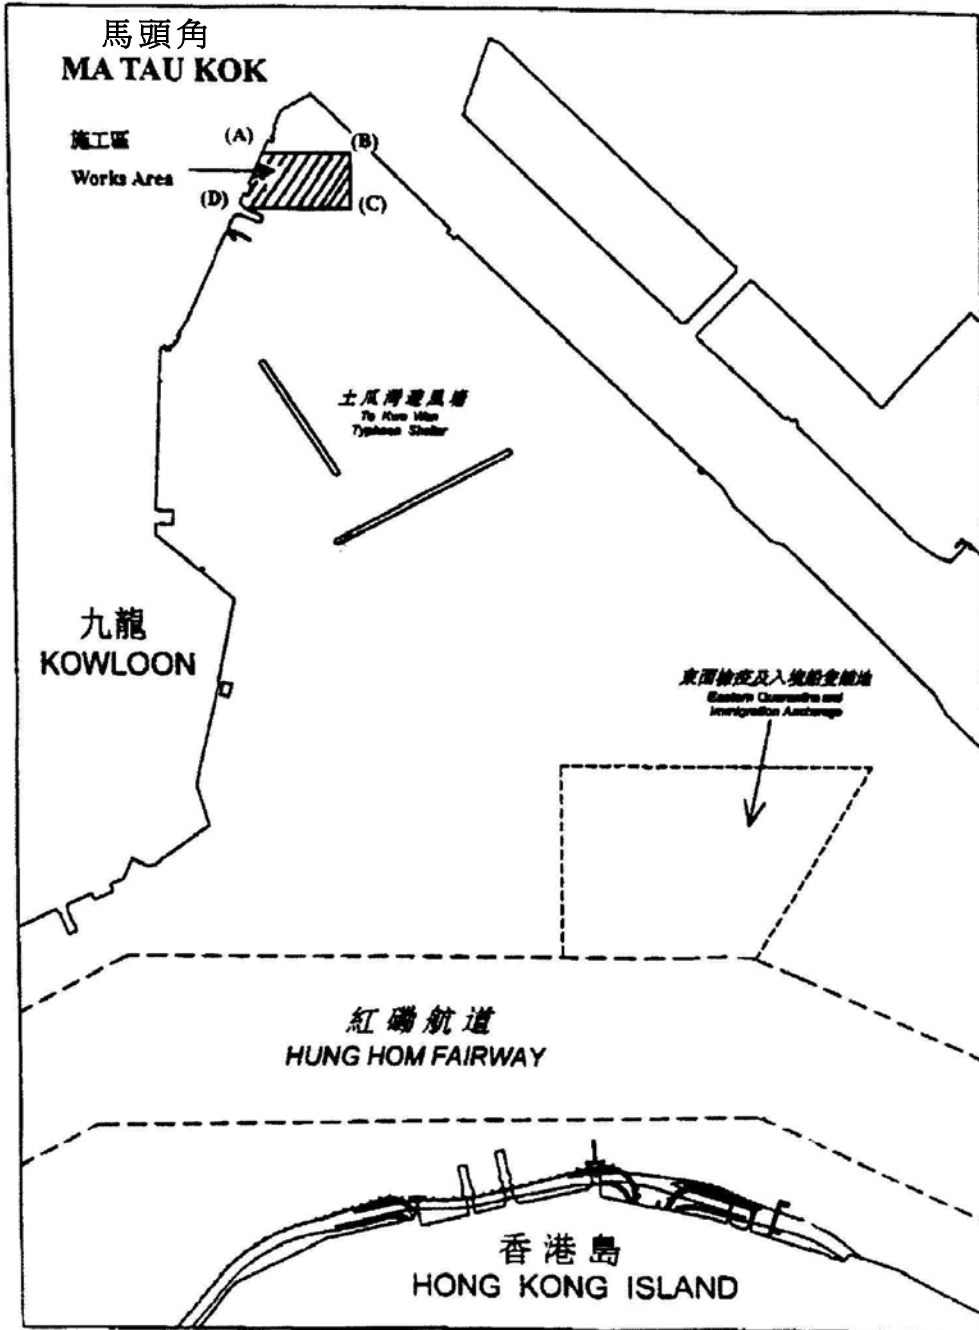 馬頭角
MA TAU KOK
施工區
Works Area
(A)
(B)
(C)
(D)
土瓜灣避風塘
To Kwa Wan
Typhoon Shelter
九龍
KOWLOON
東面檢疫及入境船隻錨地
Eastern Quarantine and
Immigration Anchorage
紅磡航道
HUNG HOM FAIRWAY
香港島
HONG KONG ISLAND